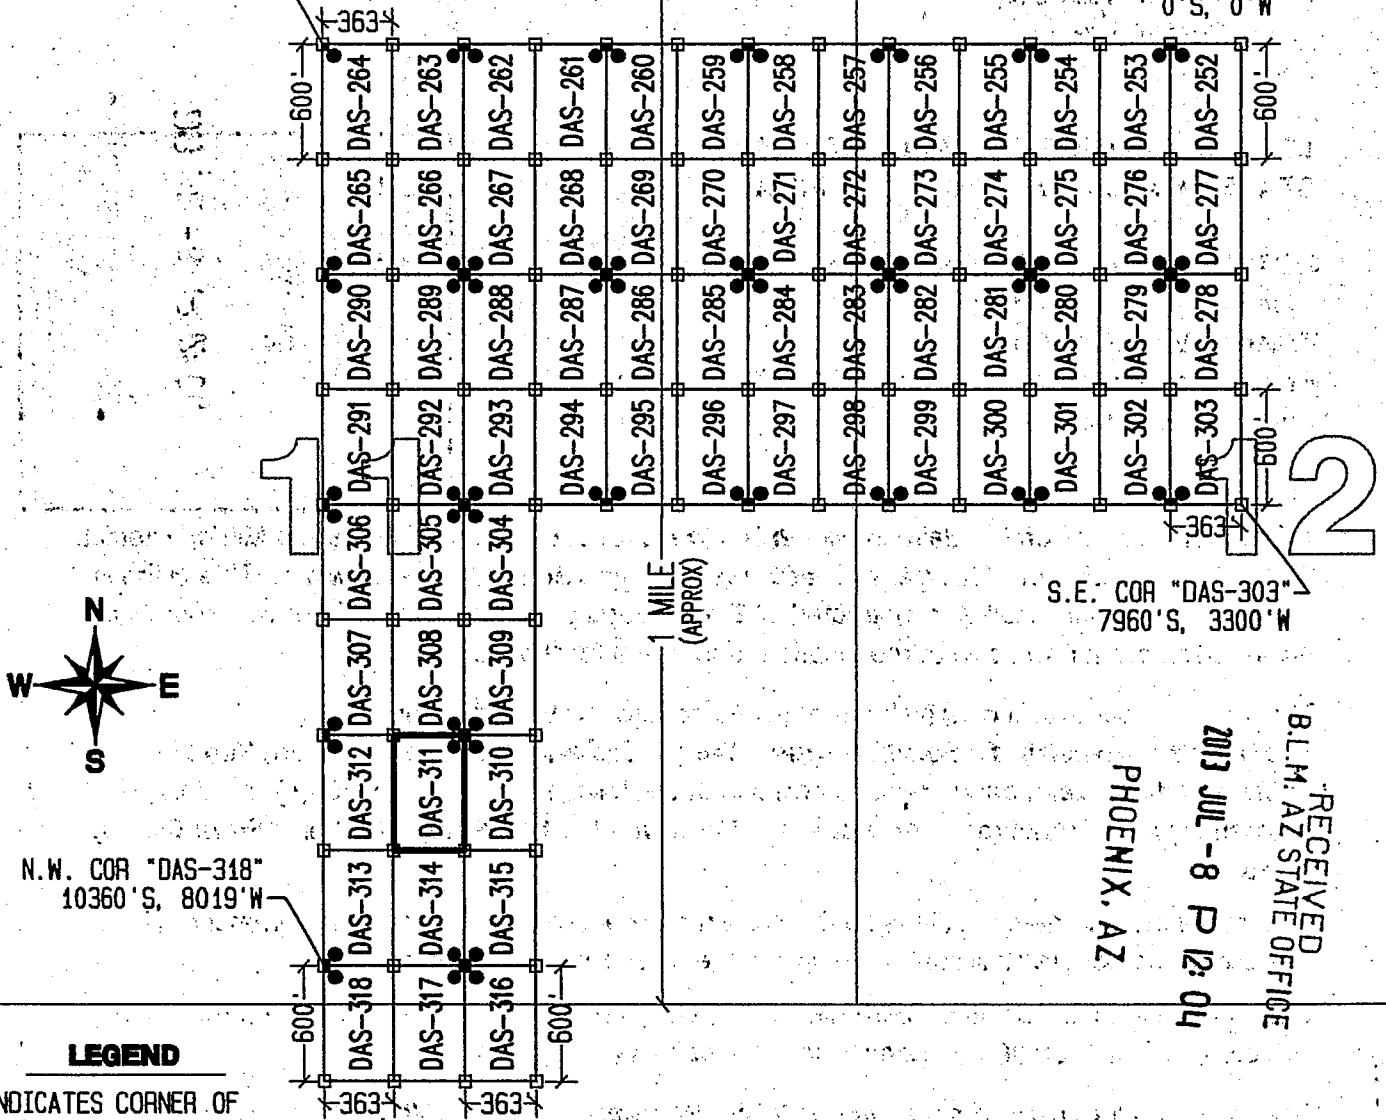 0'S, 0'W
363
600'
600'
DAS-264
DAS-263
DAS-262
DAS-261
DAS-260
DAS-259
DAS-258
DAS-257
DAS-256
DAS-255
DAS-254
DAS-253
DAS-252
DAS-265
DAS-266
DAS-267
DAS-268
DAS-269
DAS-270
DAS-271
DAS-272
DAS-273
DAS-274
DAS-275
DAS-276
DAS-277
DAS-290
DAS-289
DAS-288
DAS-287
DAS-286
DAS-285
DAS-284
DAS-283
DAS-282
DAS-281
DAS-280
DAS-279
DAS-278
DAS-291
DAS-292
DAS-293
DAS-294
DAS-295
DAS-296
DAS-297
DAS-298
DAS-299
DAS-300
DAS-301
DAS-302
DAS-303
600'
11
12
363
DAS-306
DAS-305
DAS-304
1 MILE
(APPROX)
S.E. COR "DAS-303"
7960'S, 3300'W
N
W
E
S
DAS-307
DAS-308
DAS-309
DAS-312
DAS-311
DAS-310
RECEIVED
B.L.M. AZ STATE OFFICE
2013 JUL -8 P 12: 04
PHOENIX, AZ
N.W. COR "DAS-318"
10360'S, 8019'W
DAS-313
DAS-314
DAS-315
DAS-318
DAS-317
DAS-316
600'
600'
LEGEND
NDICATES CORNER OF
363
363